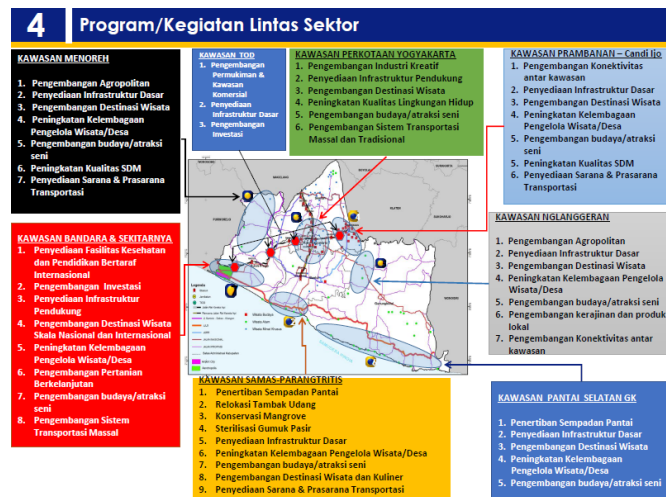 4
Program/Kegiatan Lintas Sektor
KAWASAN MENOREH
1. Pengembangan Agropolitan
2. Penyediaan Infrastruktur Dasar
3. Pengembangan Destinasi Wisata
4. Peningkatan Kelembagaan
Pengelola Wisata/Desa
5. Pengembangan budaya/atraksi
seni
6. Peningkatan Kualitas SDM
7. Penyediaan Sarana & Prasarana
Transportasi
KAWASAN TOD
1. Pengembangan
Permukiman &
Kawasan
Komersial
2. Penyediaan
Infrastruktur Dasar
3. Pengembangan
Investasi
KAWASAN PERKOTAAN YOGYAKARTA
1. Pengembangan Industri Kreatif
2. Penyediaan Infrastruktur Pendukung
3. Pengembangan Destinasi Wisata
4. Peningkatan Kualitas Lingkungan Hidup
5. Pengembangan budaya/atraksi seni
6. Pengembangan Sistem Transportasi
Massal dan Tradisional
KAWASAN PRAMBANAN – Candi Ijo
1. Pengembangan Konektivitas
antar kawasan
2. Penyediaan Infrastruktur Dasar
3. Pengembangan Destinasi Wisata
4. Peningkatan Kelembagaan
Pengelola Wisata/Desa
5. Pengembangan budaya/atraksi
seni
5. Peningkatan Kualitas SDM
6. Penyediaan Sarana & Prasarana
Transportasi
KAWASAN BANDARA & SEKITARNYA
1. Penyediaan Fasilitas Kesehatan
dan Pendidikan Bertaraf
Internasional
2. Pengembangan Investasi
3. Penyediaan Infrastruktur
Pendukung
4. Pengembangan Destinasi Wisata
Skala Nasional dan Internasional
5. Peningkatan Kelembagaan
Pengelola Wisata/Desa
6. Pengembangan Pertanian
Berkelanjutan
7. Pengembangan budaya/atraksi
seni
8. Pengembangan Sistem
Transportasi Massal
KAWASAN NGLANGGERAN
1. Pengembangan Agropolitan
2. Penyediaan Infrastruktur Dasar
3. Pengembangan Destinasi Wisata
4. Peningkatan Kelembagaan Pengelola
Wisata/Desa
5. Pengembangan budaya/atraksi seni
6. Pengembangan kerajinan dan produk
lokal
7. Pengembangan Konektivitas antar
kawasan
KAWASAN SAMAS-PARANGTRITIS
1. Penertiban Sempadan Pantai
2. Relokasi Tambak Udang
3. Konservasi Mangrove
4. Sterilisasi Gumuk Pasir
5. Penyediaan Infrastruktur Dasar
6. Peningkatan Kelembagaan Pengelola Wisata/Desa
7. Pengembangan budaya/atraksi seni
8. Pengembangan Destinasi Wisata dan Kuliner
9. Penyediaan Sarana & Prasarana Transportasi
KAWASAN PANTAI SELATAN GK
1. Penertiban Sempadan Pantai
2. Penyediaan Infrastruktur Dasar
3. Pengembangan Destinasi Wisata
4. Peningkatan Kelembagaan
Pengelola Wisata/Desa
5. Pengembangan budaya/atraksi seni